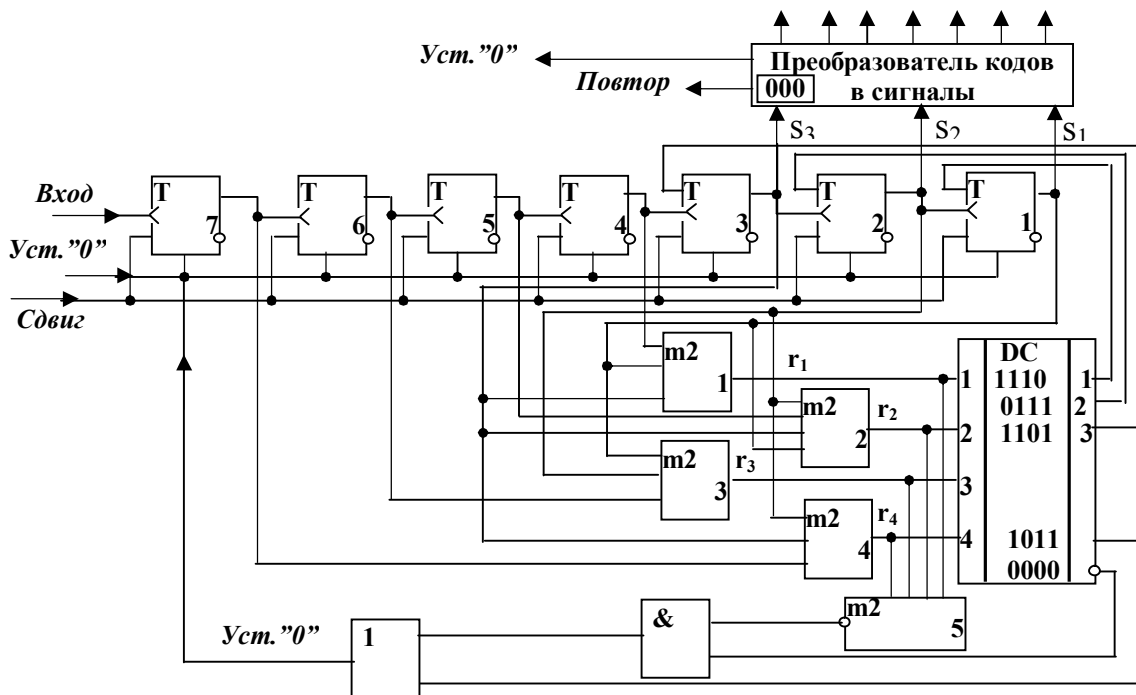 Уст.”0”
Повтор
Преобразователь кодов
000 в сигналы
S3 S2 S1
Вход
T 7
T 6
T 5
T 4
T 3
T 2
T 1
Уст.”0”
Сдвиг
m2 1
r1
m2 2
r2
m2 3
r3
m2 4
r4
DC
1 1110 1
0111 2
2 1101 3
3
4 1011
0000
m2 5
&
1
Уст.”0”